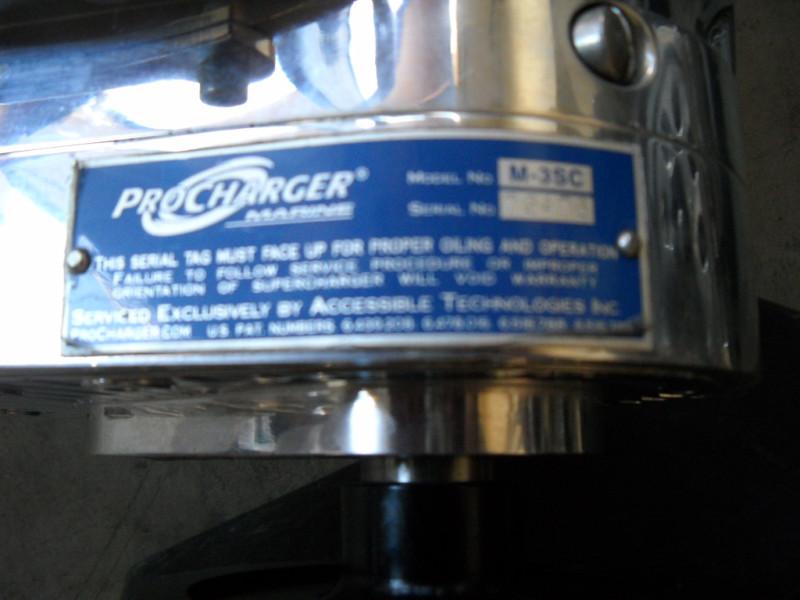 PROCHARGER®
MARINE
MODEL NO M-3SC
SERIAL NO
THIS SERIAL TAG MUST FACE UP FOR PROPER OILING AND OPERATION
FAILURE TO FOLLOW SERVICE PROCEDURE OR IMPROPER
ORIENTATION OF SUPERCHARGER WILL VOID WARRANTY
SERVICED EXCLUSIVELY BY ACCESSIBLE TECHNOLOGIES INC.
PROCHARGER.COM US PAT. NUMBERS